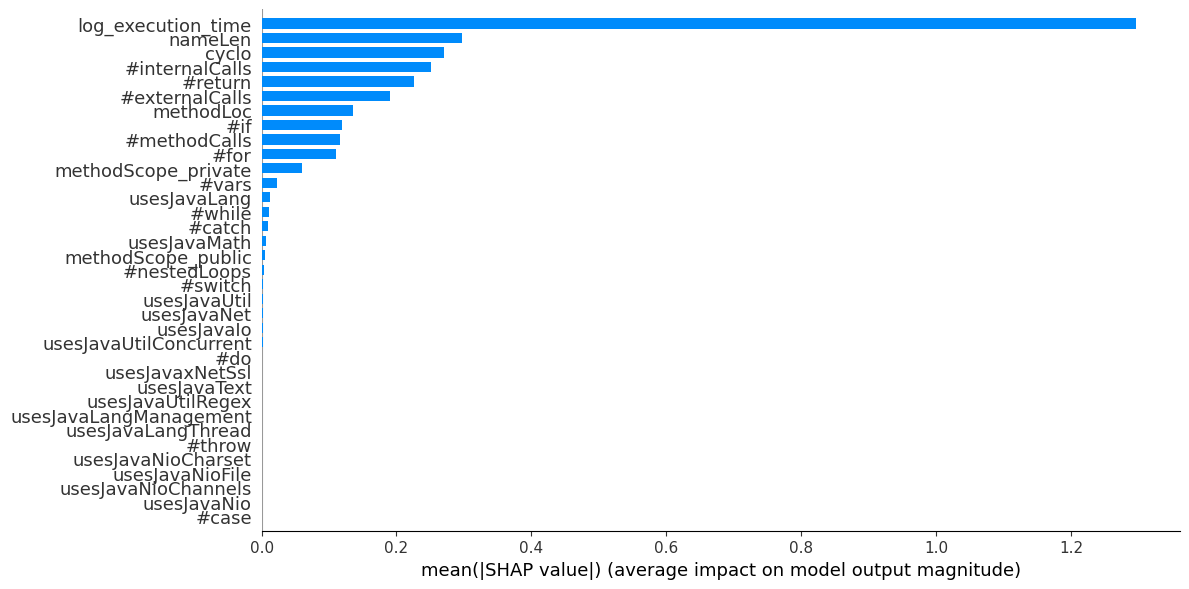 log_execution_time
nameLen
cyclo
#internalCalls
#return
#externalCalls
methodLoc
#if
#methodCalls
#for
methodScope_private
#vars
usesJavaLang
#while
#catch
usesJavaMath
methodScope_public
#nestedLoops
#switch
usesJavaUtil
usesJavaNet
usesJavaIo
usesJavaUtilConcurrent
#do
usesJavaxNetSsl
usesJavaText
usesJavaUtilRegex
usesJavaLangManagement
usesJavaLangThread
#throw
usesJavaNioCharset
usesJavaNioFile
usesJavaNioChannels
usesJavaNio
#case
0.0 0.2 0.4 0.6 0.8 1.0 1.2
mean(|SHAP value|) (average impact on model output magnitude)